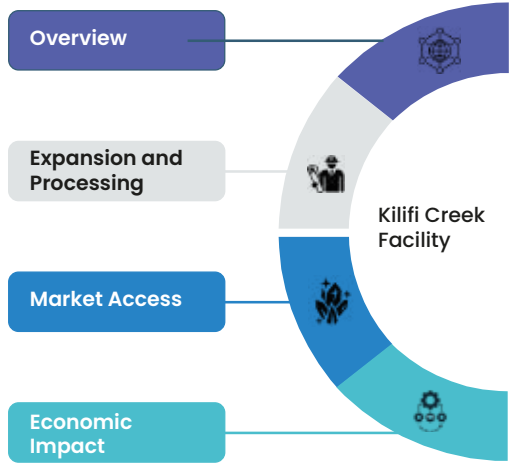 Overview
Expansion and
Processing
Kilifi Creek
Facility
Market Access
Economic
Impact